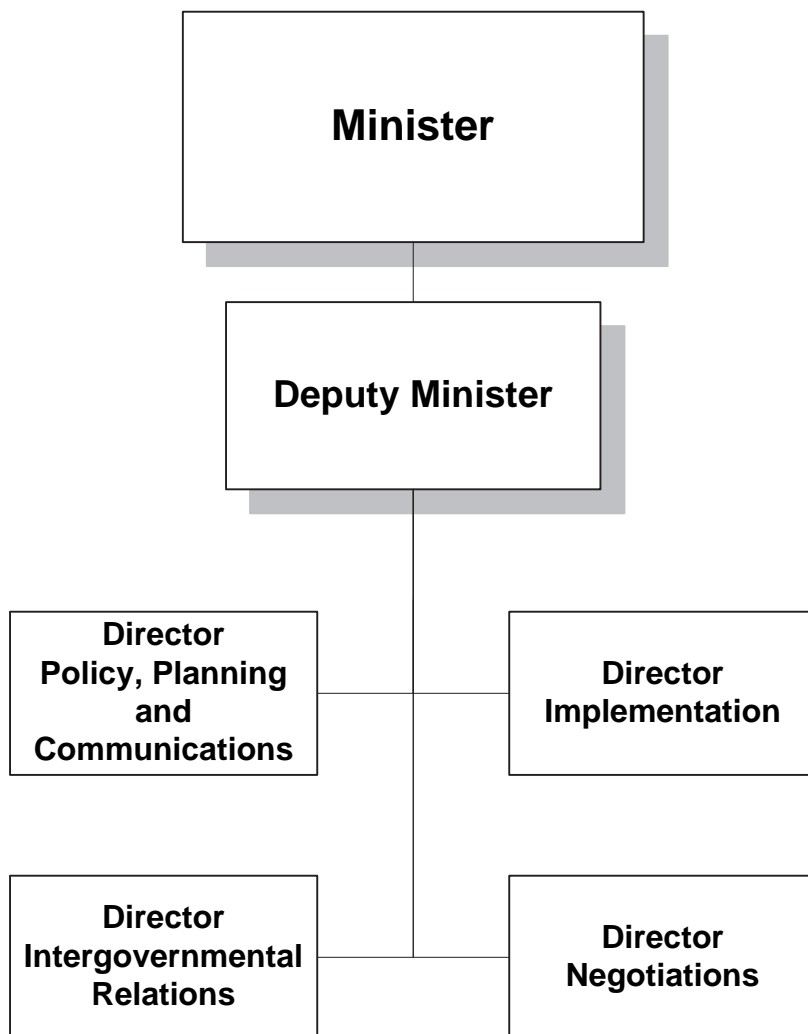 Minister
Deputy Minister
Director
Policy, Planning
and
Communications
Director
Implementation
Director
Intergovernmental
Relations
Director
Negotiations